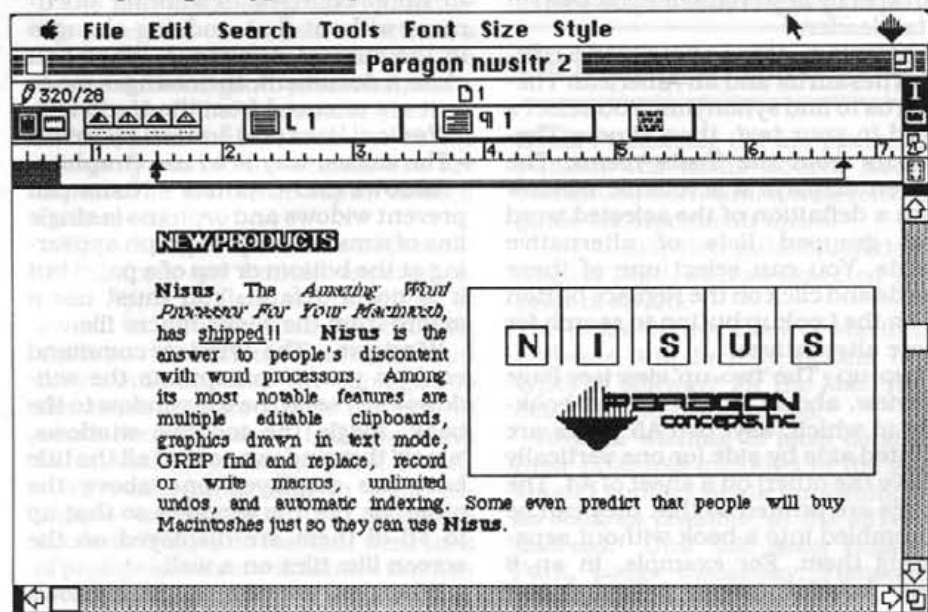 File Edit Search Tools Font Size Style
Paragon nwsltr 2
320/28 1
L 1 ¶ 1
1 2 3 4 5 6 7
NEW PRODUCTS
Nisus, The Amazing Word
Processor For Your Macintosh,
shipped!! Nisus is the
answer to people's discontent
with word processors. Among
its most notable features are
multiple editable clipboards,
graphics drawn in text mode,
GREP find and replace, record
or write macros, unlimited
undos, and automatic indexing.
NISUS
PARAGON
concepts, inc.
Some even predict that people will buy
Macintoshes just so they can use Nisus.